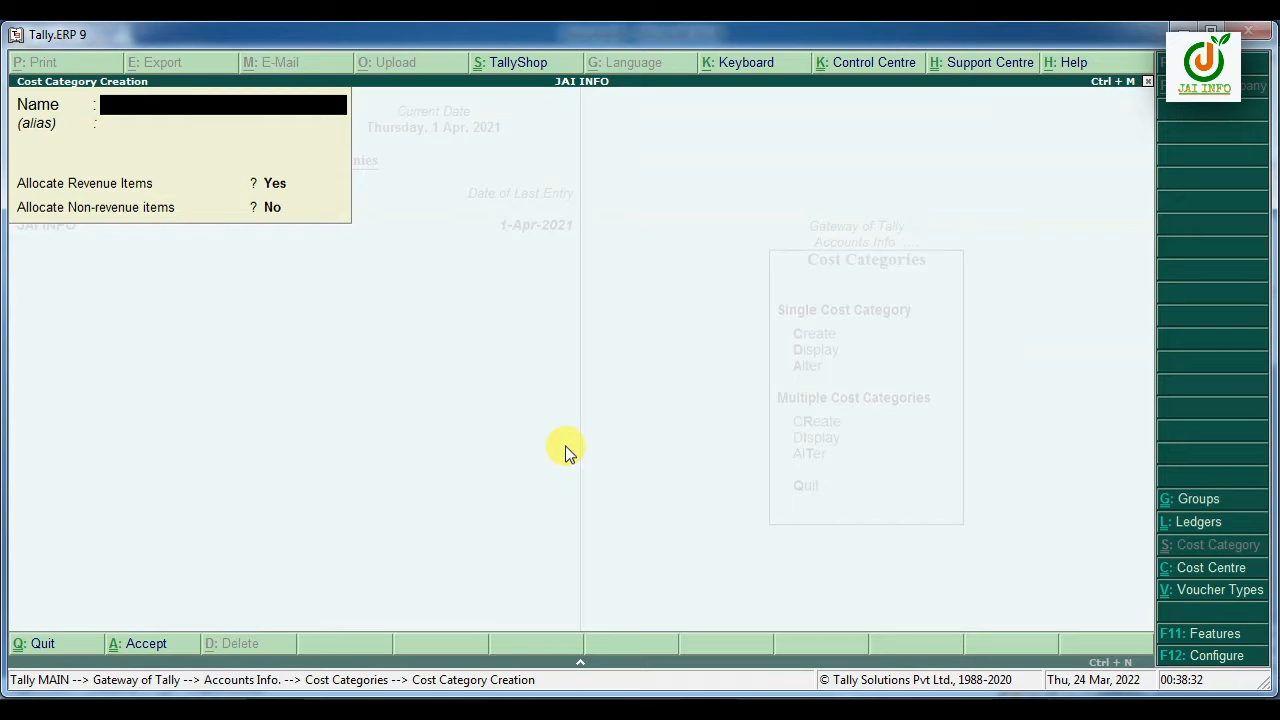 Tally.ERP 9
P: Print
E: Export
M: E-Mail
O: Upload
S: TallyShop
G: Language
K: Keyboard
K: Control Centre
H: Support Centre
H: Help
Cost Category Creation
JAI INFO
Ctrl + M
JAI INFO
Name :
(alias) :
Current Date
Thursday, 1 Apr, 2021
Allocate Revenue Items ? Yes
Allocate Non-revenue items ? No
Date of Last Entry
JAI INFO
1-Apr-2021
Gateway of Tally
Accounts Info. ...
Cost Categories
Single Cost Category
Create
Display
Alter
Multiple Cost Categories
CReate
DIsplay
AlTer
Quit
G: Groups
L: Ledgers
S: Cost Category
C: Cost Centre
V: Voucher Types
F11: Features
F12: Configure
Q: Quit
A: Accept
D: Delete
Ctrl + N
Tally MAIN --> Gateway of Tally --> Accounts Info. --> Cost Categories --> Cost Category Creation
© Tally Solutions Pvt Ltd., 1988-2020
Thu, 24 Mar, 2022
00:38:32